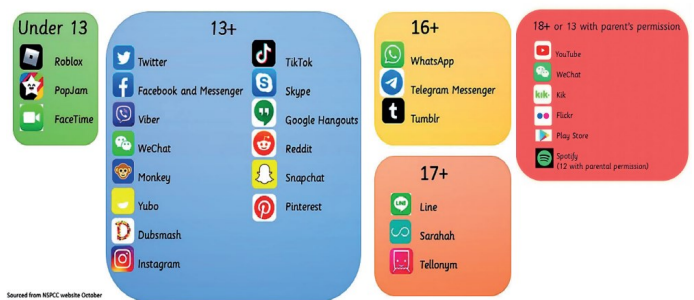 Under 13
Roblox
PopJam
FaceTime
13+
Twitter
Facebook and Messenger
Viber
WeChat
Monkey
Yubo
Dubsmash
Instagram
TikTok
Skype
Google Hangouts
Reddit
Snapchat
Pinterest
16+
WhatsApp
Telegram Messenger
Tumblr
17+
Line
Sarahah
Tellonym
18+ or 13 with parent's permission
YouTube
WeChat
kik.
Kik
Flickr
Play Store
Spotify
(12 with parental permission)
Sourced from NSPCC website October